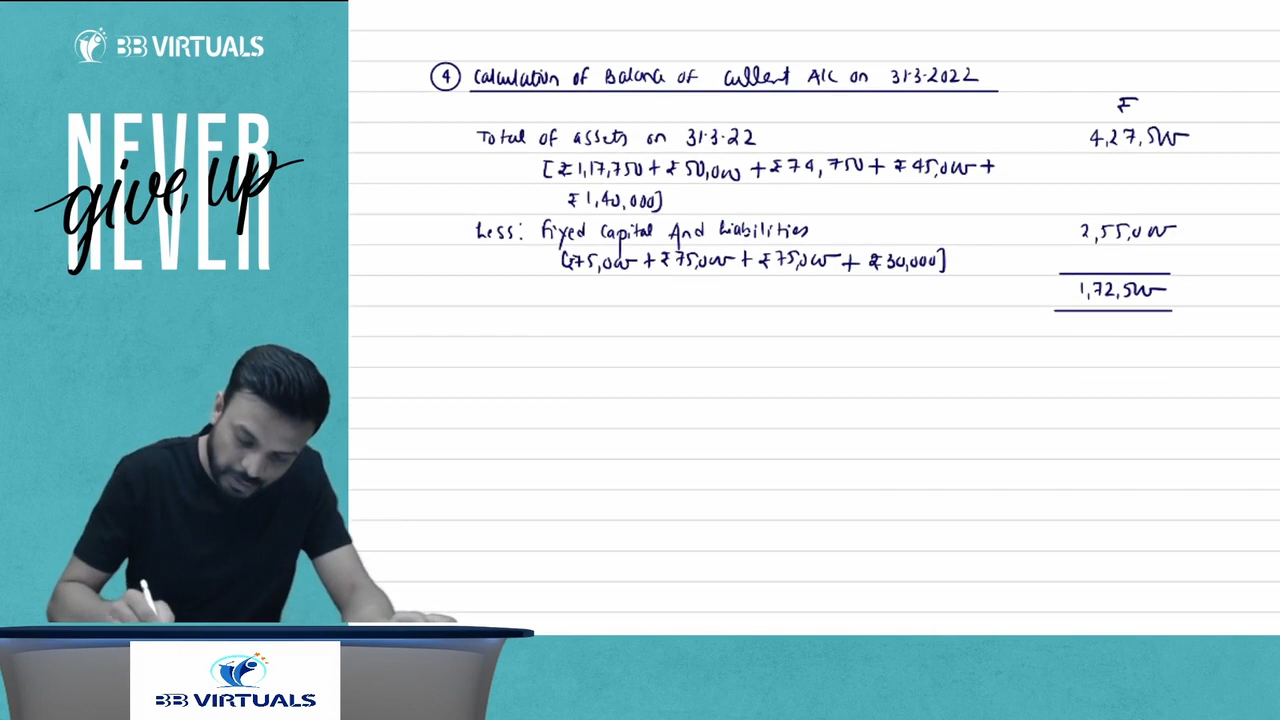 BB VIRTUALS
NEVER
give up
NEVER
④ Calculation of Balance of Current A/C on 31·3·2022
₹
Total of assets on 31·3·22 4,27,500
[₹1,17,750 + ₹50,000 + ₹74,750 + ₹45,000 +
₹1,40,000]
Less: Fixed Capital And Liabilities 2,55,000
[₹75,000 + ₹75,000 + ₹75,000 + ₹30,000]
1,72,500
BB VIRTUALS